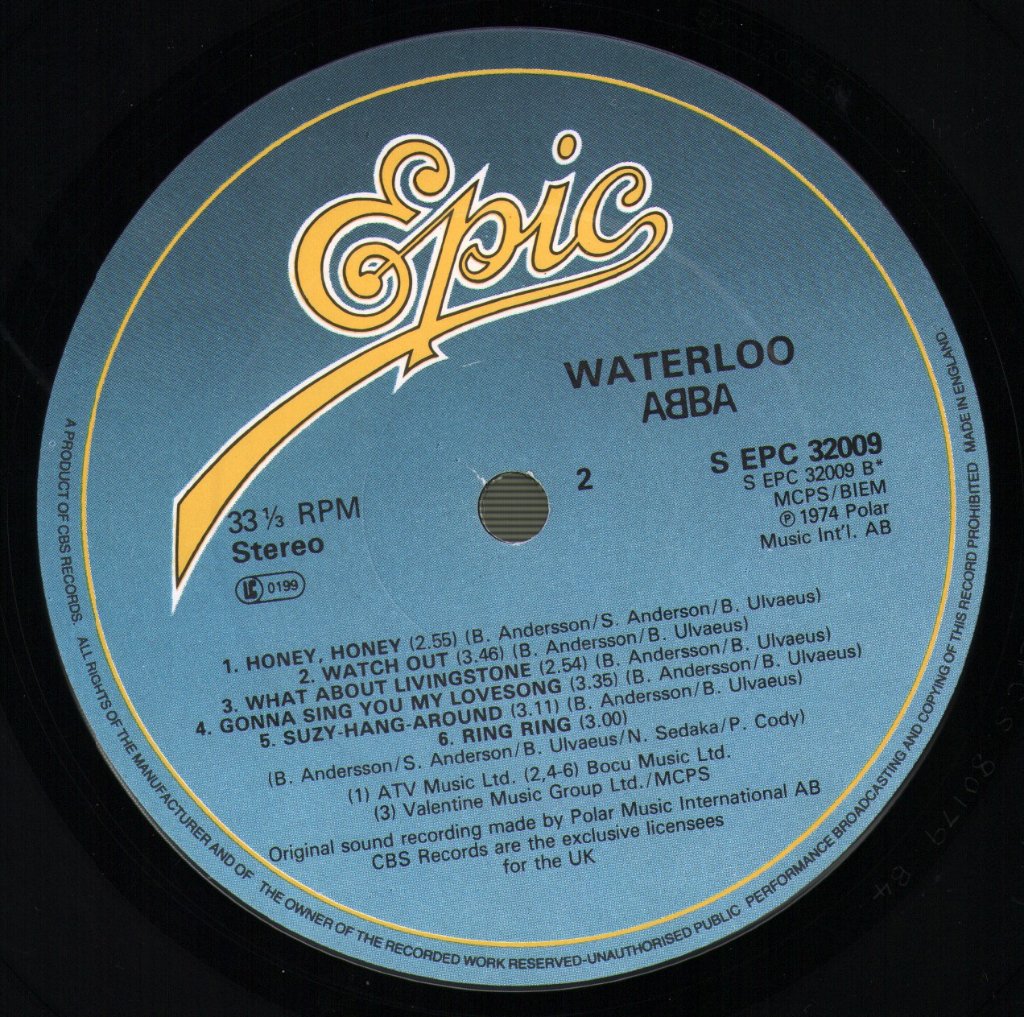 Epic
WATERLOO
ABBA
2
S EPC 32009
S EPC 32009 B*
MCPS/BIEM
℗ 1974 Polar
Music Int'l. AB
33 ⅓ RPM
Stereo
LC 0199
1. HONEY, HONEY (2.55) (B. Andersson/S. Anderson/B. Ulvaeus)
2. WATCH OUT (3.46) (B. Andersson/B. Ulvaeus)
3. WHAT ABOUT LIVINGSTONE (2.54) (B. Andersson/B. Ulvaeus)
4. GONNA SING YOU MY LOVESONG (3.35) (B. Andersson/B. Ulvaeus)
5. SUZY-HANG-AROUND (3.11) (B. Andersson/B. Ulvaeus)
6. RING RING (3.00)
(B. Andersson/S. Anderson/B. Ulvaeus/N. Sedaka/P. Cody)
(1) ATV Music Ltd. (2,4-6) Bocu Music Ltd.
(3) Valentine Music Group Ltd./MCPS
Original sound recording made by Polar Music International AB
CBS Records are the exclusive licensees
for the UK
A PRODUCT OF CBS RECORDS. ALL RIGHTS OF THE MANUFACTURER AND OF THE OWNER OF THE RECORDED WORK RESERVED-UNAUTHORISED PUBLIC PERFORMANCE BROADCASTING AND COPYING OF THIS RECORD PROHIBITED MADE IN ENGLAND.